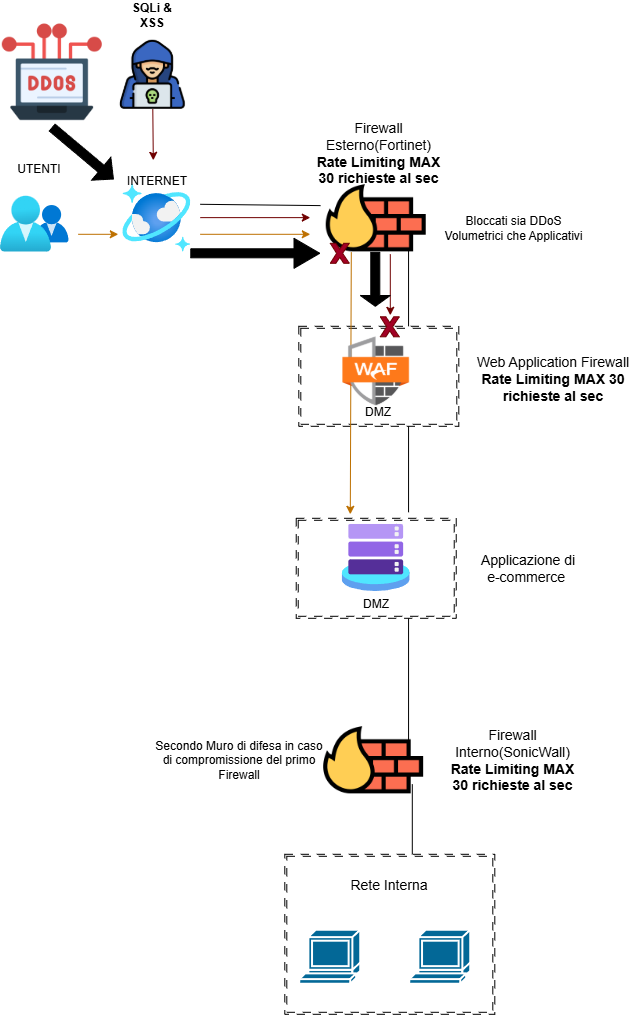 SQLi &
XSS
DDOS
Firewall
Esterno(Fortinet)
Rate Limiting MAX
30 richieste al sec
UTENTI
INTERNET
Bloccati sia DDoS
Volumetrici che Applicativi
X
X
WAF
DMZ
Web Application Firewall
Rate Limiting MAX 30
richieste al sec
Applicazione di
e-commerce
DMZ
Secondo Muro di difesa in caso
di compromissione del primo
Firewall
Firewall
Interno(SonicWall)
Rate Limiting MAX
30 richieste al sec
Rete Interna